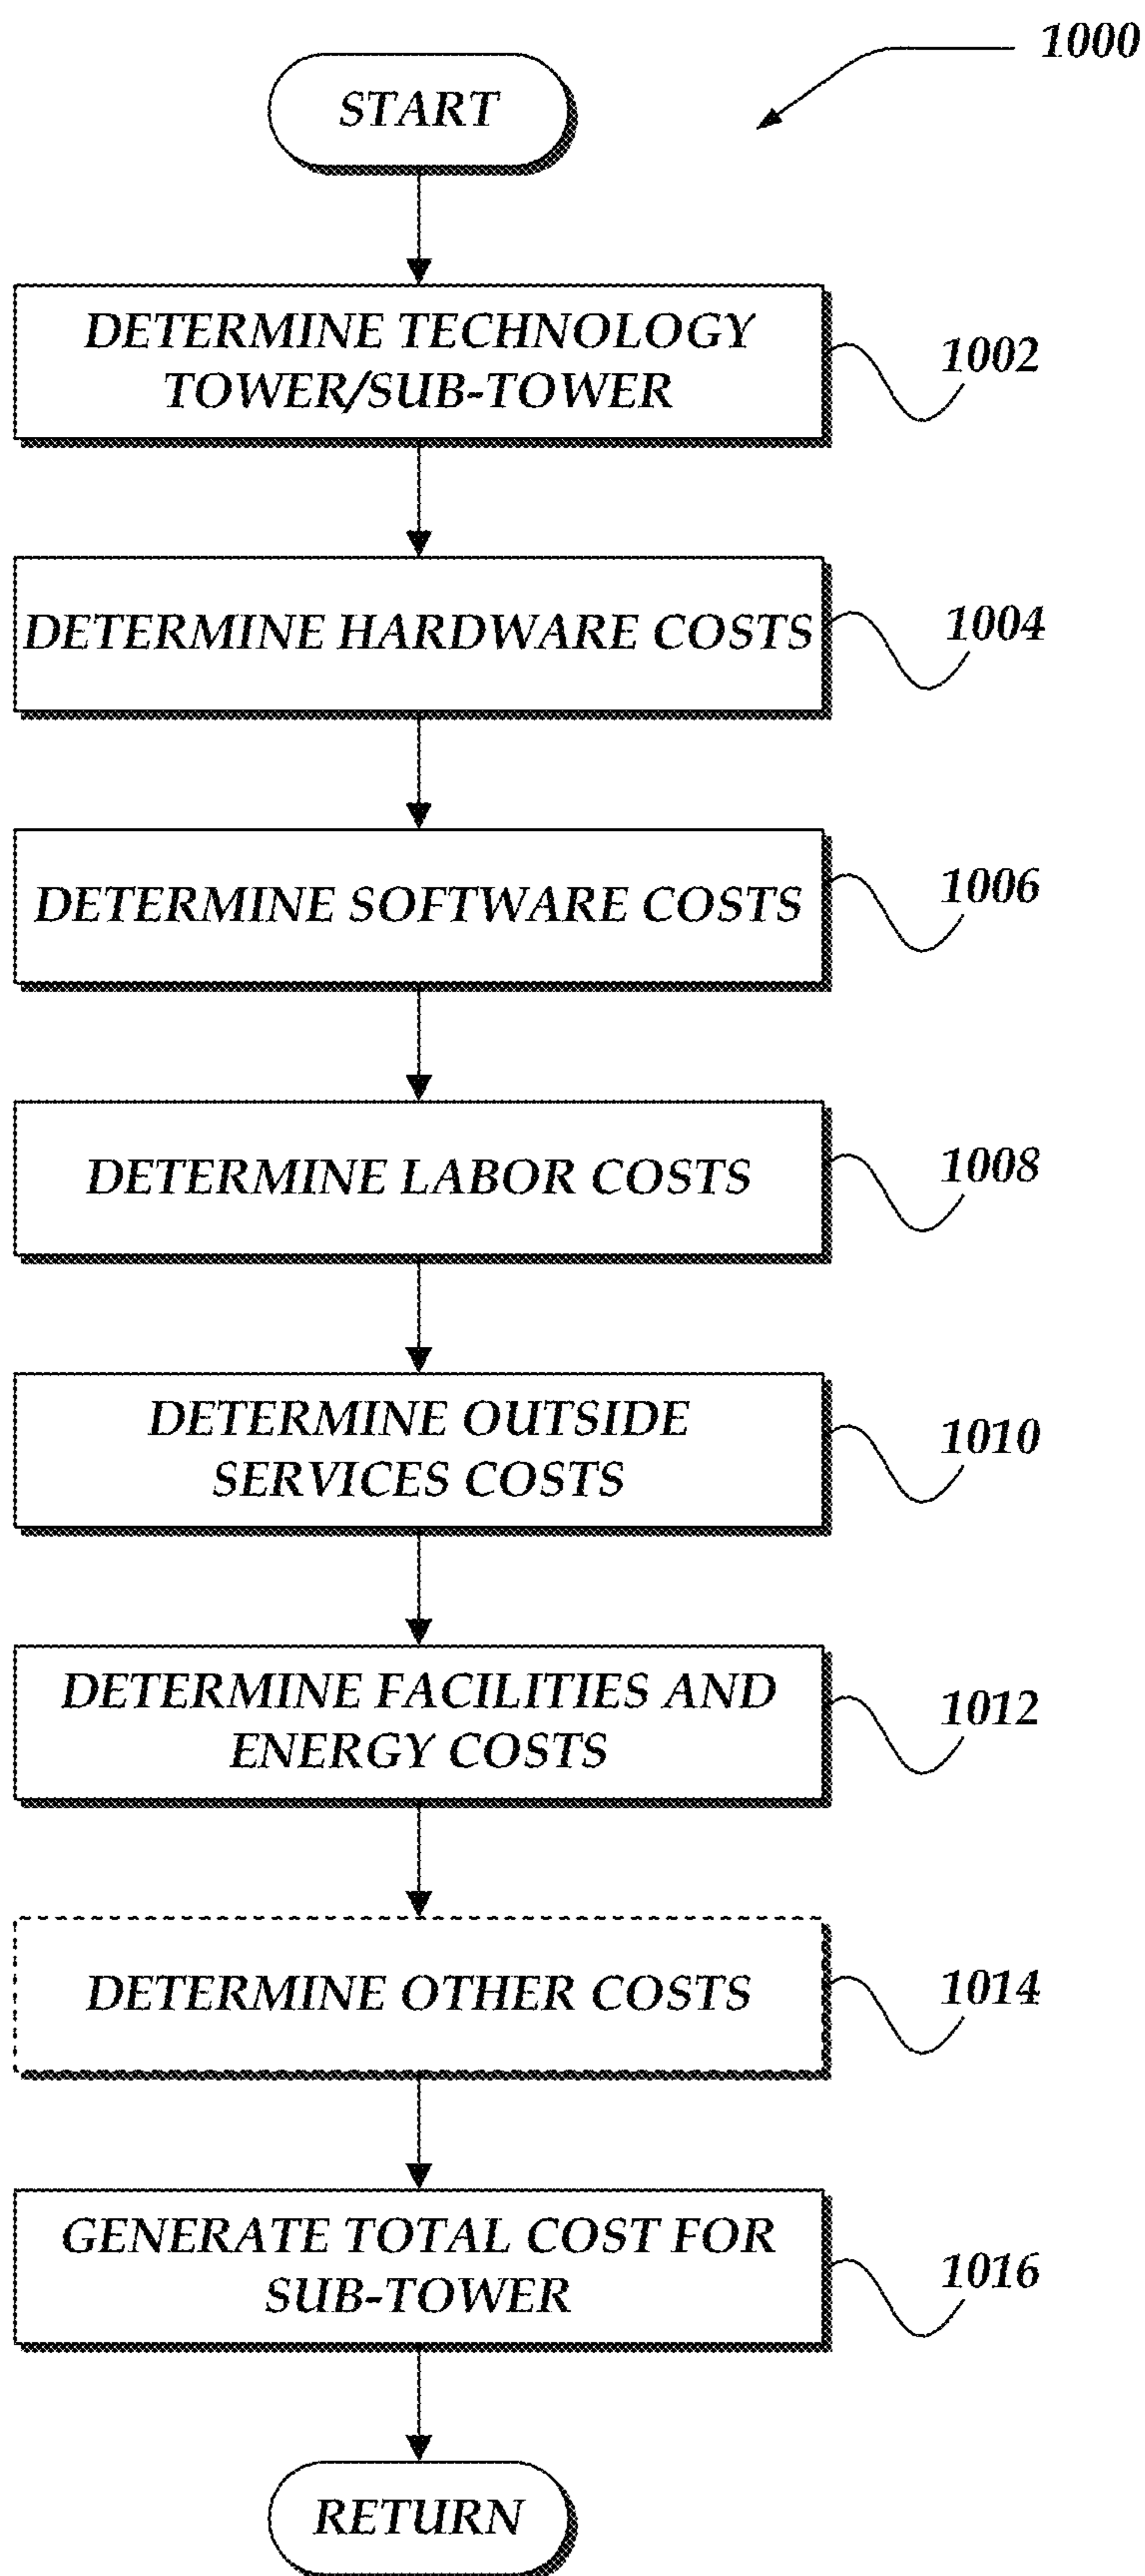 1000
START
DETERMINE TECHNOLOGY
TOWER/SUB-TOWER
1002
DETERMINE HARDWARE COSTS
1004
DETERMINE SOFTWARE COSTS
1006
DETERMINE LABOR COSTS
1008
DETERMINE OUTSIDE
SERVICES COSTS
1010
DETERMINE FACILITIES AND
ENERGY COSTS
1012
DETERMINE OTHER COSTS
1014
GENERATE TOTAL COST FOR
SUB-TOWER
1016
RETURN